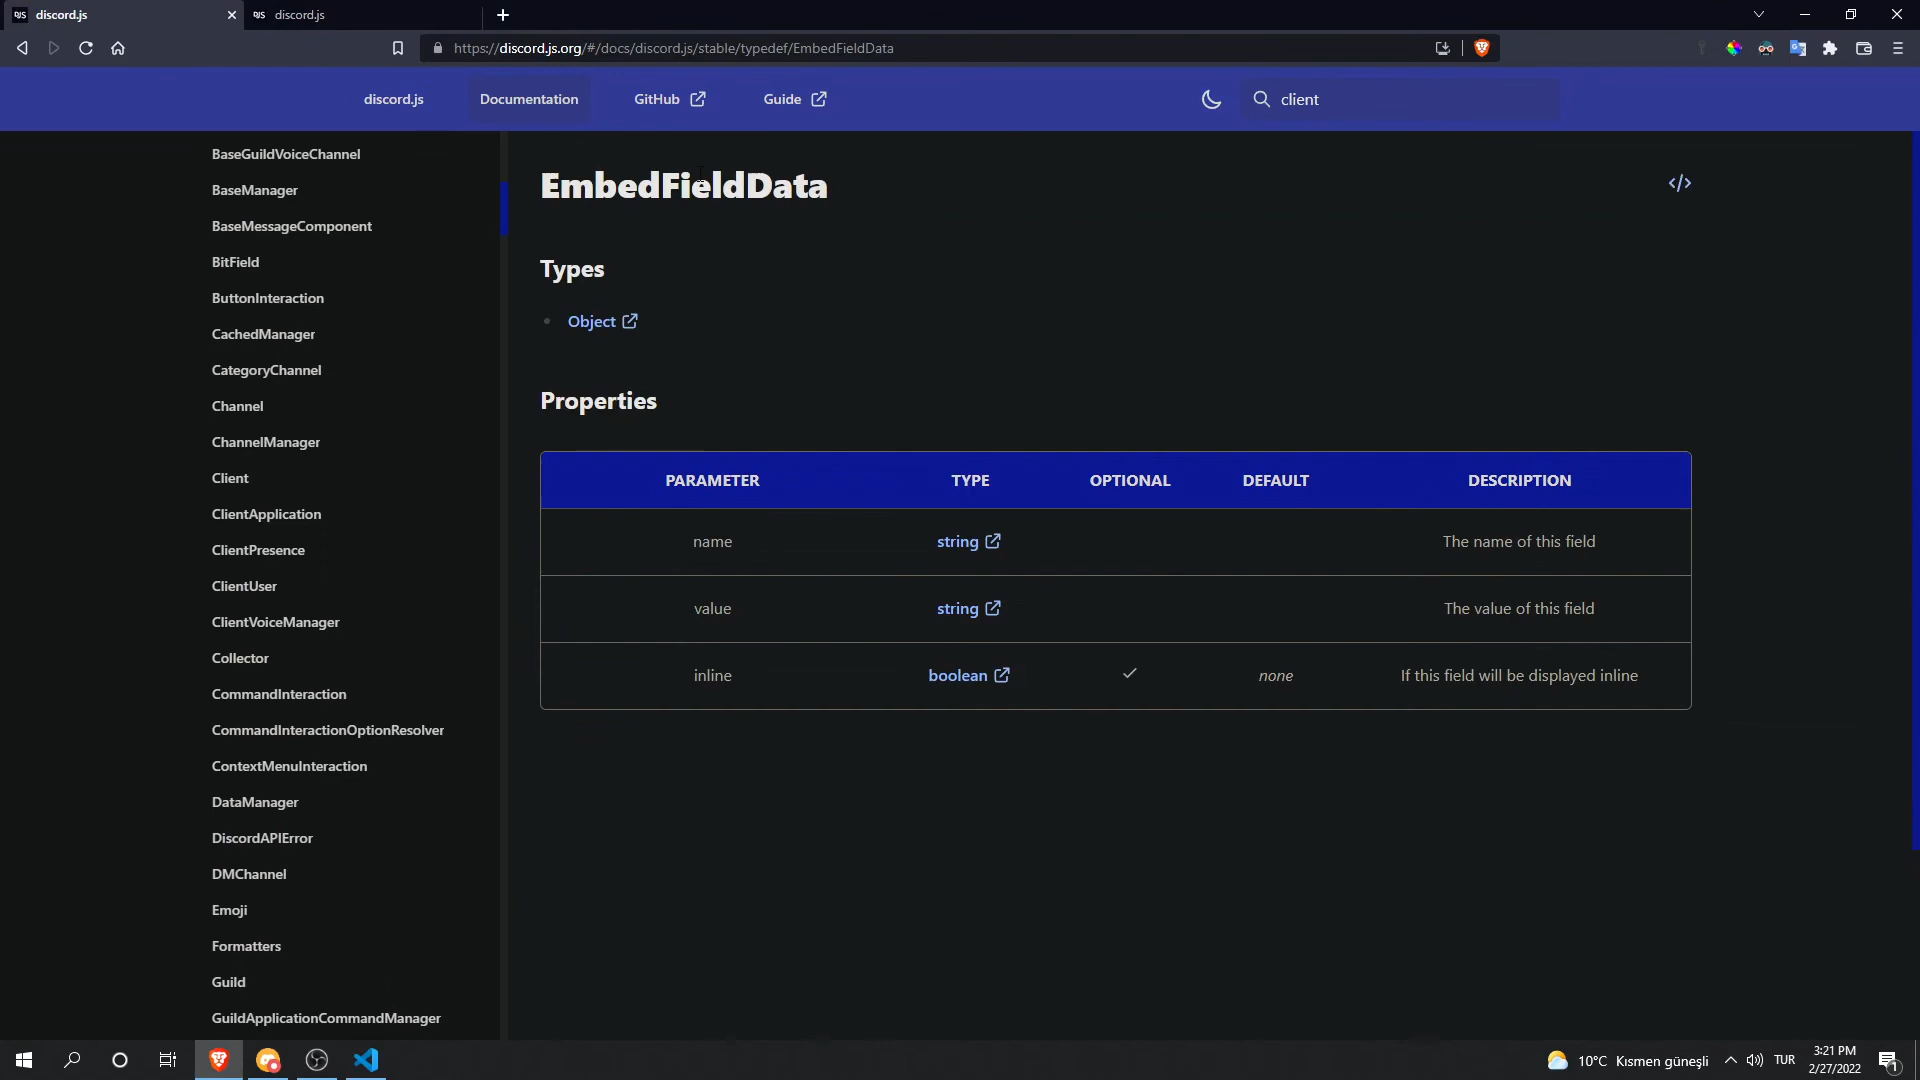 discord.js
discord.js
https://discord.js.org/#/docs/discord.js/stable/typedef/EmbedFieldData
discord.js
Documentation
GitHub
Guide
client
BaseGuildVoiceChannel
BaseManager
BaseMessageComponent
BitField
ButtonInteraction
CachedManager
CategoryChannel
Channel
ChannelManager
Client
ClientApplication
ClientPresence
ClientUser
ClientVoiceManager
Collector
CommandInteraction
CommandInteractionOptionResolver
ContextMenuInteraction
DataManager
DiscordAPIError
DMChannel
Emoji
Formatters
Guild
GuildApplicationCommandManager
EmbedFieldData
Types
Object
Properties
PARAMETER TYPE OPTIONAL DEFAULT DESCRIPTION
name string The name of this field
value string The value of this field
inline boolean none If this field will be displayed inline
10°C Kısmen güneşli
TUR
3:21 PM
2/27/2022
1